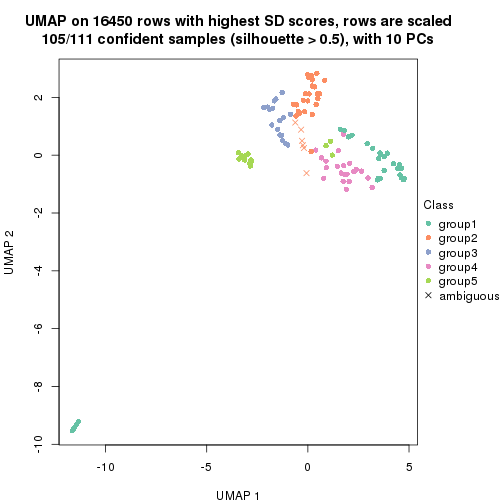 UMAP on 16450 rows with highest SD scores, rows are scaled
105/111 confident samples (silhouette > 0.5), with 10 PCs
2
0
-2
-4
-6
-8
-10
UMAP 2
-10
-5
0
5
UMAP 1
Class
group1
group2
group3
group4
group5
ambiguous